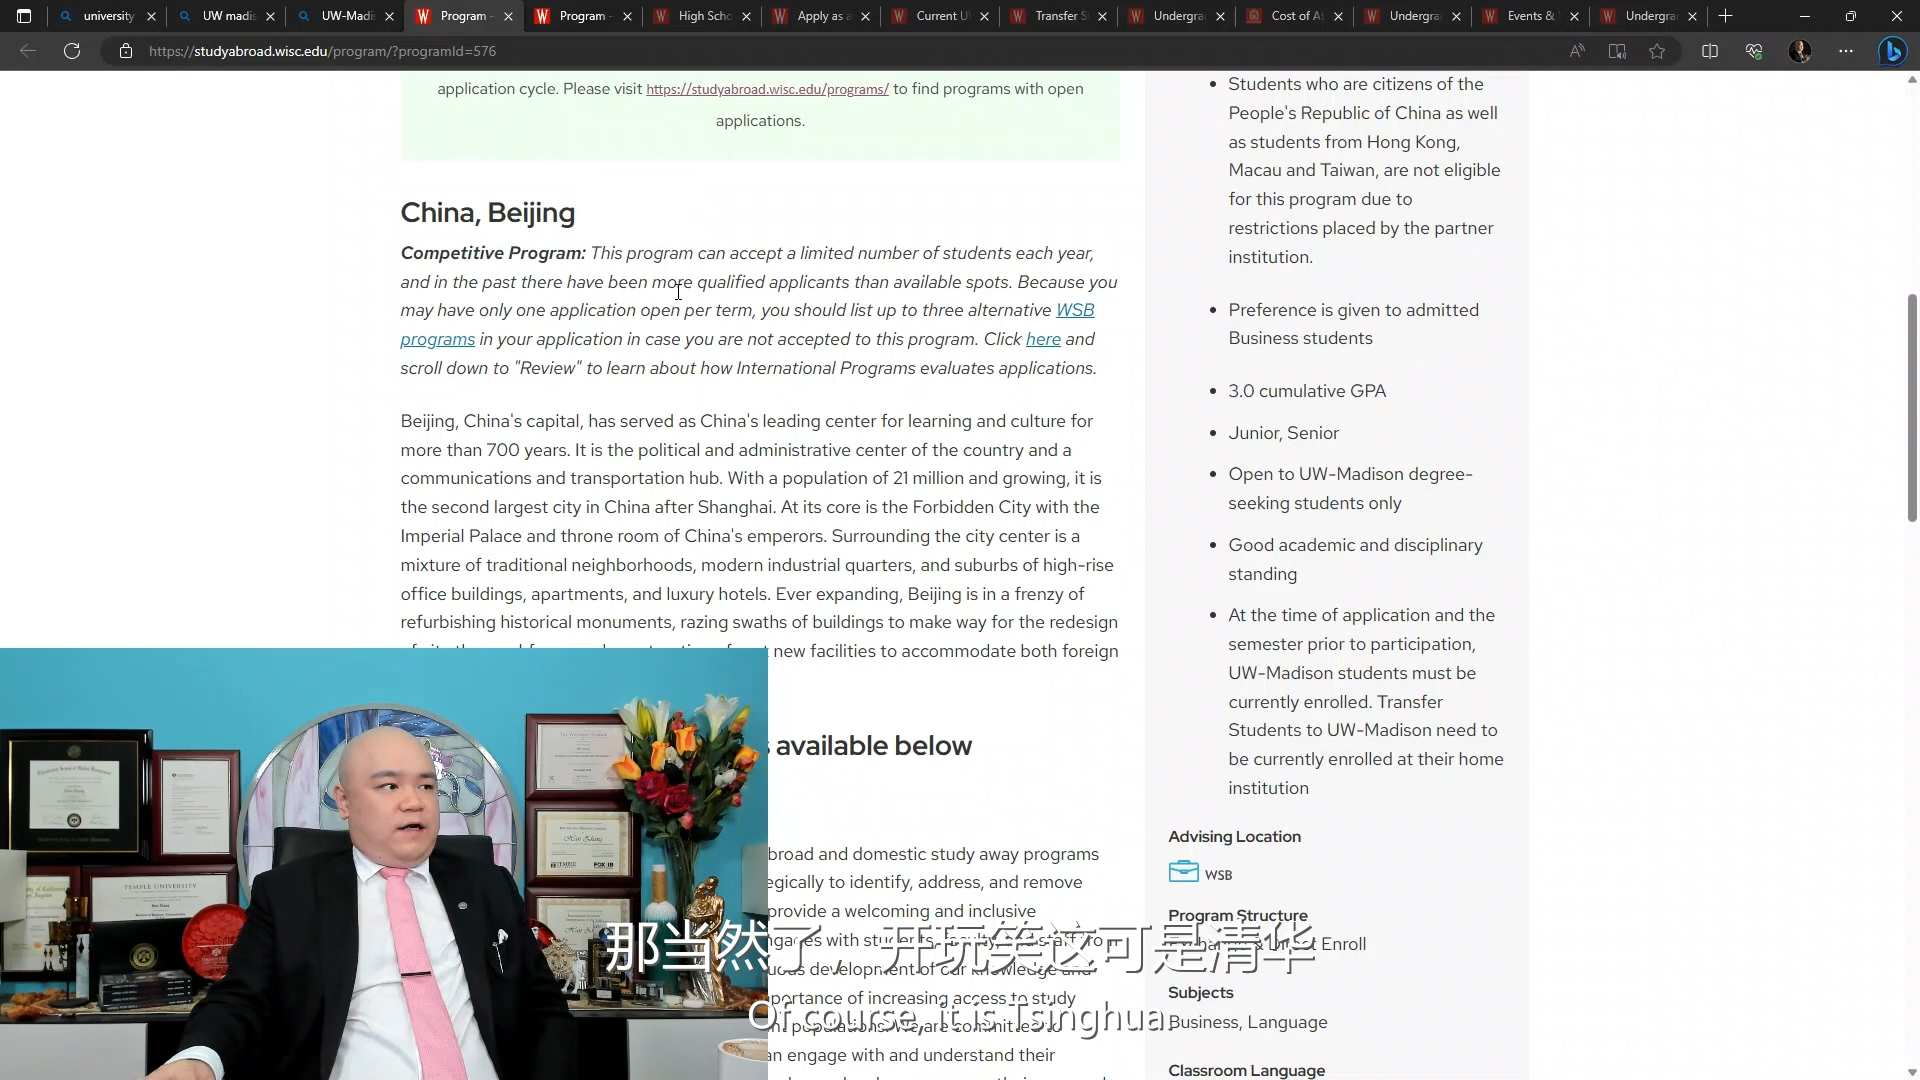 university
UW madis
UW-Madis
Program -
Program -
High Scho
Apply as a
Current U
Transfer S
Undergra
Cost of A
Undergra
Events &
Undergra
https://studyabroad.wisc.edu/program/?programId=576
application cycle. Please visit https://studyabroad.wisc.edu/programs/ to find programs with open
applications.
China, Beijing
Competitive Program: This program can accept a limited number of students each year,
and in the past there have been more qualified applicants than available spots. Because you
may have only one application open per term, you should list up to three alternative WSB
programs in your application in case you are not accepted to this program. Click here and
scroll down to "Review" to learn about how International Programs evaluates applications.
Beijing, China's capital, has served as China's leading center for learning and culture for
more than 700 years. It is the political and administrative center of the country and a
communications and transportation hub. With a population of 21 million and growing, it is
the second largest city in China after Shanghai. At its core is the Forbidden City with the
Imperial Palace and throne room of China's emperors. Surrounding the city center is a
mixture of traditional neighborhoods, modern industrial quarters, and suburbs of high-rise
office buildings, apartments, and luxury hotels. Ever expanding, Beijing is in a frenzy of
refurbishing historical monuments, razing swaths of buildings to make way for the redesign
new facilities to accommodate both foreign
available below
broad and domestic study away programs
egically to identify, address, and remove
provide a welcoming and inclusive
development of our knowledge and
portance of increasing access to study
populations. We are committed to
an engage with and understand their
Students who are citizens of the
People's Republic of China as well
as students from Hong Kong,
Macau and Taiwan, are not eligible
for this program due to
restrictions placed by the partner
institution.
Preference is given to admitted
Business students
3.0 cumulative GPA
Junior, Senior
Open to UW-Madison degree-
seeking students only
Good academic and disciplinary
standing
At the time of application and the
semester prior to participation,
UW-Madison students must be
currently enrolled. Transfer
Students to UW-Madison need to
be currently enrolled at their home
institution
Advising Location
WSB
Program Structure
Exchange & Direct Enroll
Subjects
Business, Language
Classroom Language
TEMPLE UNIVERSITY
TEMPLE
FOX·IB
那当然了，开玩笑这可是清华
Of course, it is Tsinghua.